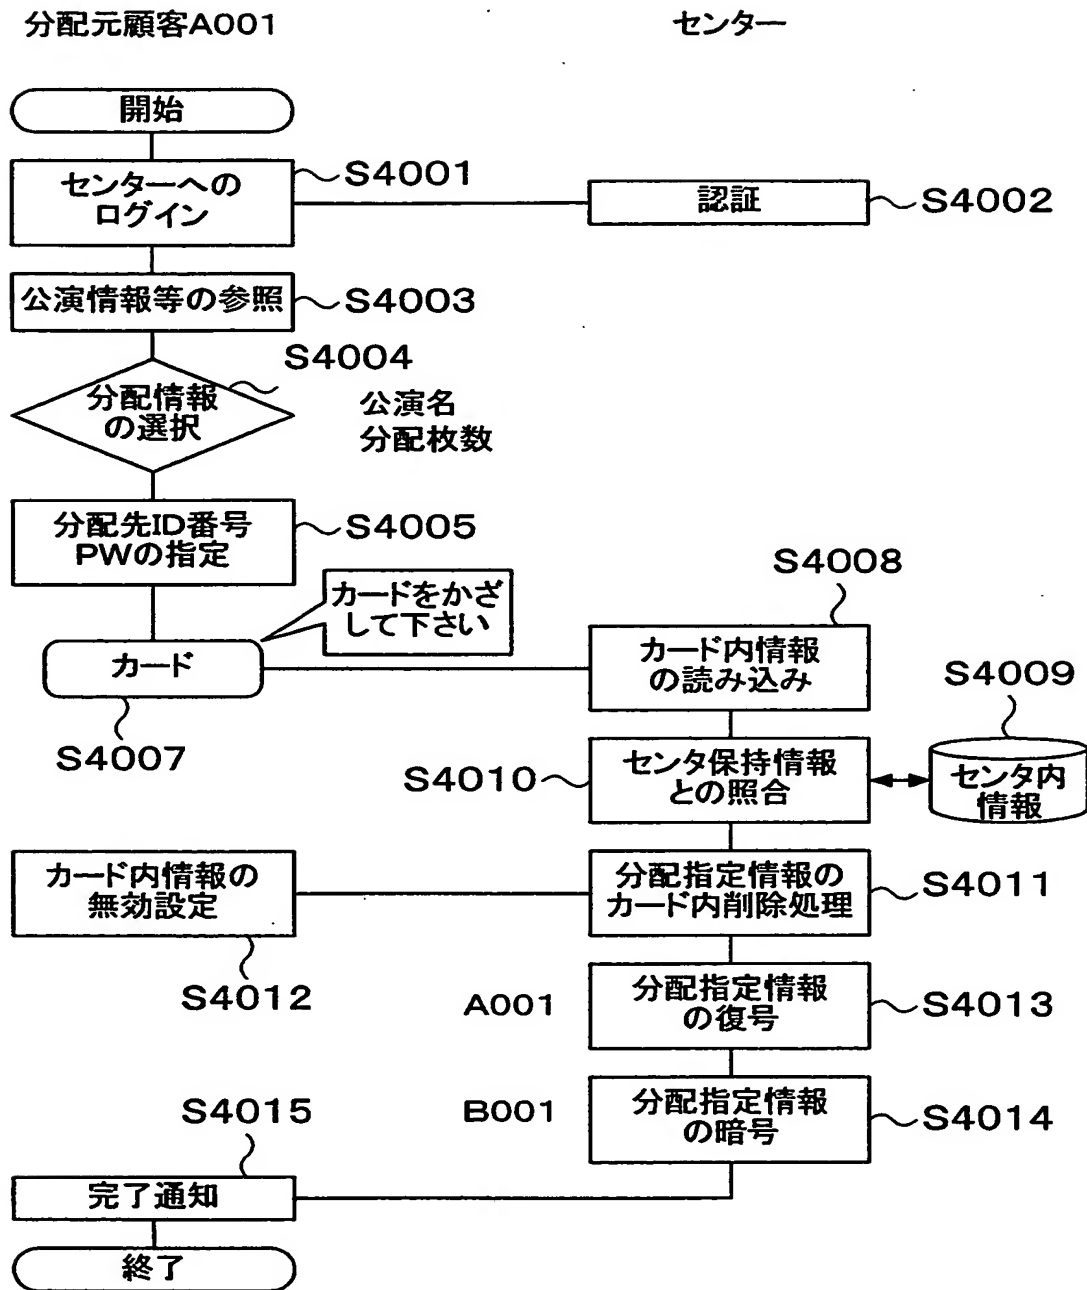 分配元顧客A001
センター
開始
センターへの
ログイン
S4001
認証
S4002
公演情報等の参照
S4003
S4004
分配情報
の選択
公演名
分配枚数
分配先ID番号
PWの指定
S4005
カードをかざ
して下さい
カード
S4007
S4008
カード内情報
の読み込み
S4009
S4010
センタ保持情報
との照合
センタ内
情報
カード内情報の
無効設定
分配指定情報の
カード内削除処理
S4011
S4012
A001
分配指定情報
の復号
S4013
B001
分配指定情報
の暗号
S4014
S4015
完了通知
終了